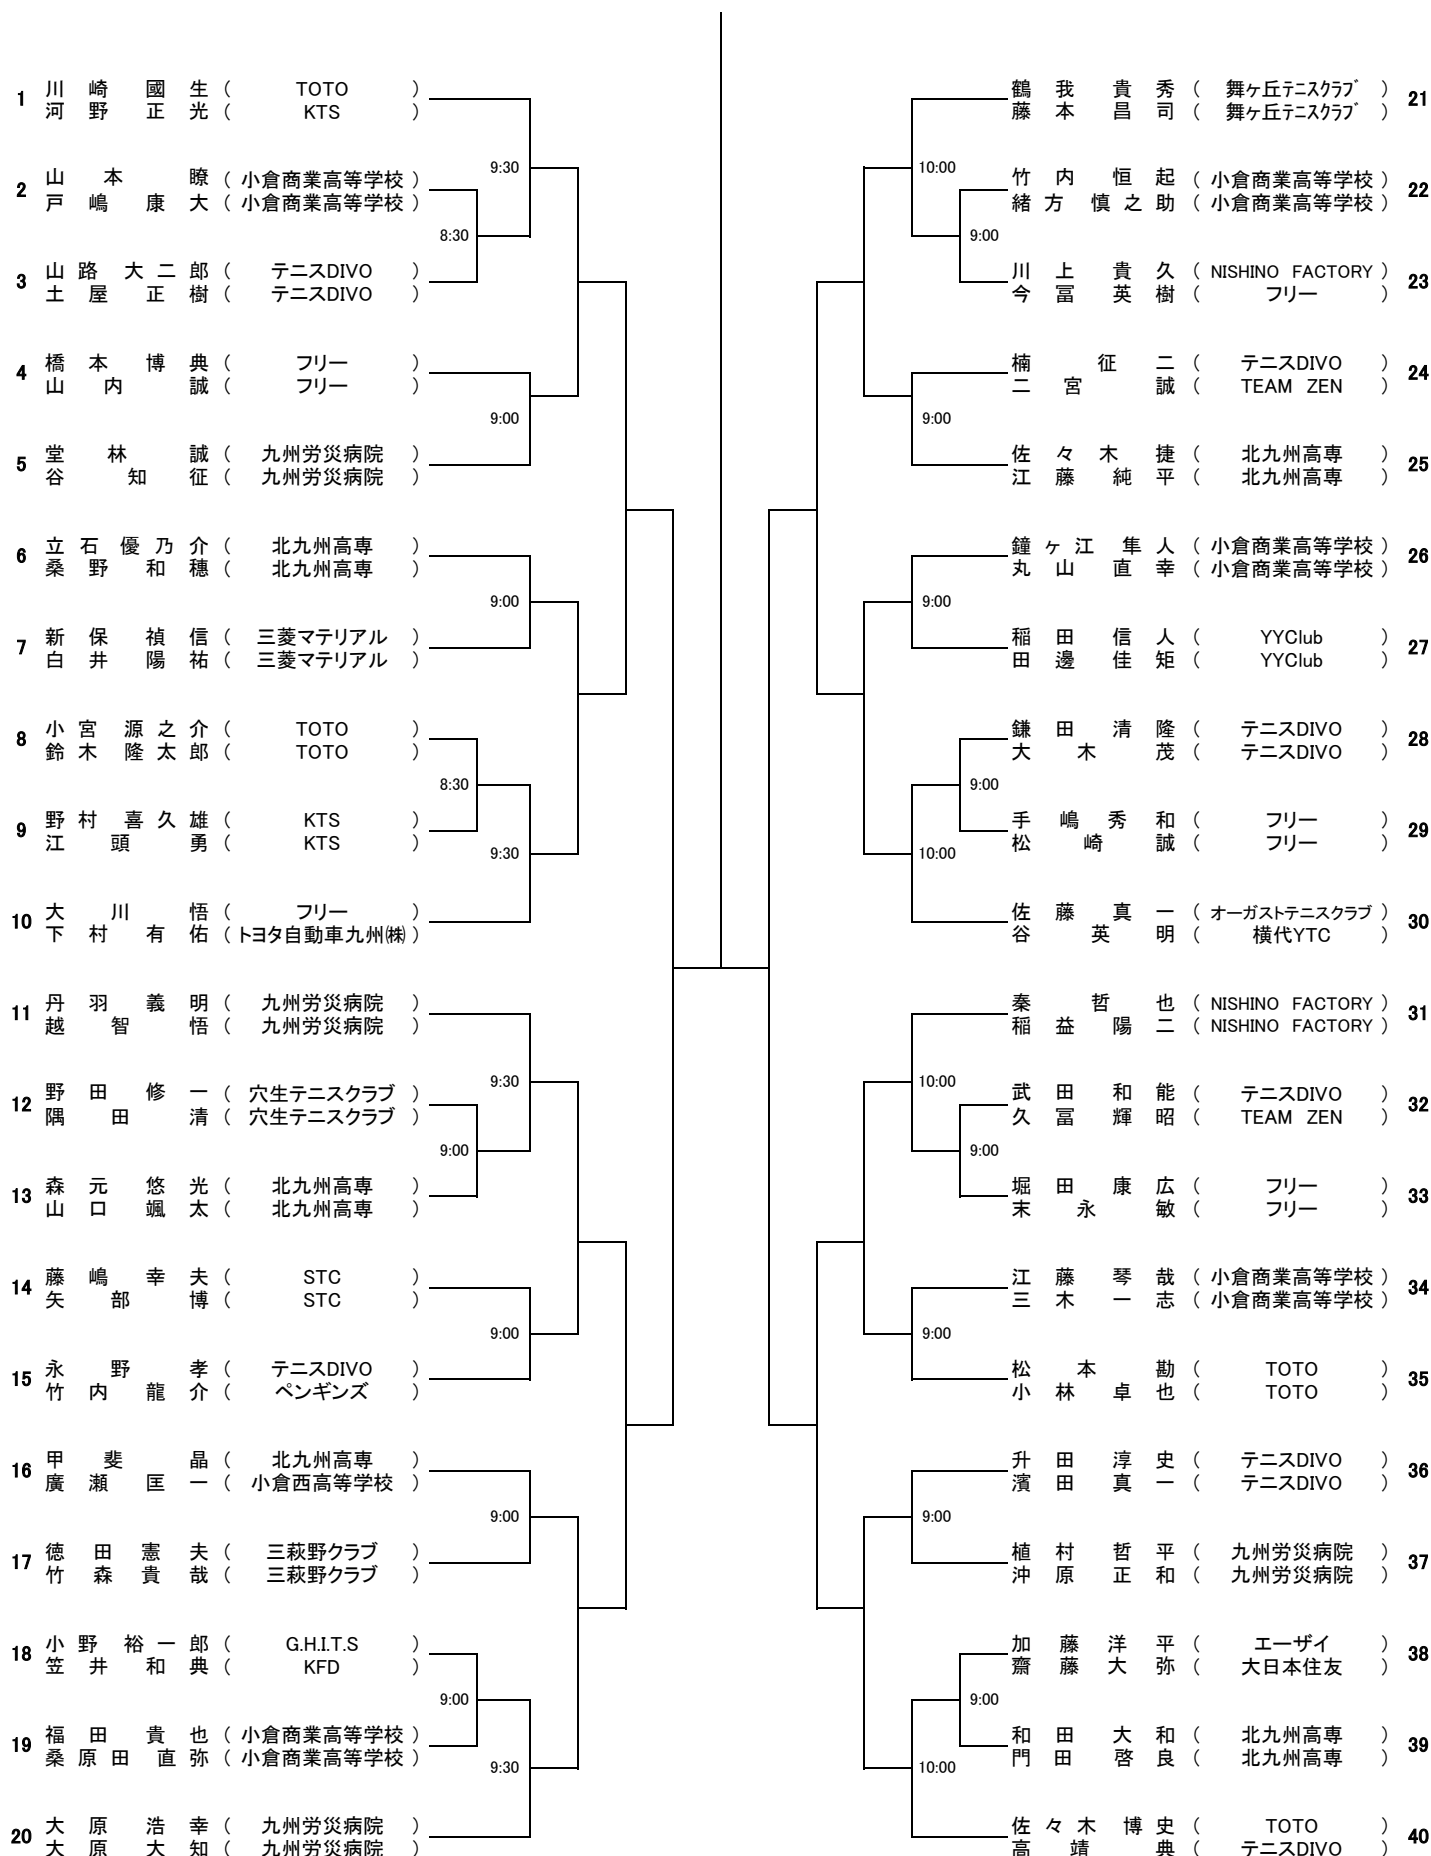 1 川崎 國生 ( TOTO )
河野 正光 ( KTS )
9:30
2 山本 瞭 ( 小倉商業高等学校 )
戸嶋 康大 ( 小倉商業高等学校 )
8:30
3 山路 大二郎 ( テニスDIVO )
土屋 正樹 ( テニスDIVO )
4 橋本 博典 ( フリー )
山内 誠 ( フリー )
9:00
5 堂林 誠 ( 九州労災病院 )
谷 知征 ( 九州労災病院 )
6 立石 優乃介 ( 北九州高専 )
桑野 和穗 ( 北九州高専 )
9:00
7 新保 禎信 ( 三菱マテリアル )
白井 陽祐 ( 三菱マテリアル )
8 小宮 源之介 ( TOTO )
鈴木 隆太郎 ( TOTO )
8:30
9 野村 喜久雄 ( KTS )
江頭 勇 ( KTS )
9:30
10 大川 悟 ( フリー )
下村 有佑 ( トヨタ自動車九州㈱ )
11 丹羽 義明 ( 九州労災病院 )
越智 悟 ( 九州労災病院 )
9:30
12 野田 修一 ( 穴生テニスクラブ )
隅田 清 ( 穴生テニスクラブ )
9:00
13 森元 悠光 ( 北九州高専 )
山口 颯太 ( 北九州高専 )
14 藤嶋 幸夫 ( STC )
矢部 博 ( STC )
9:00
15 永野 孝 ( テニスDIVO )
竹内 龍介 ( ペンギンズ )
16 甲斐 晶 ( 北九州高専 )
廣瀬 匡一 ( 小倉西高等学校 )
9:00
17 徳田 憲夫 ( 三萩野クラブ )
竹森 貴哉 ( 三萩野クラブ )
18 小野 裕一郎 ( G.H.I.T.S )
笠井 和典 ( KFD )
9:00
19 福田 貴也 ( 小倉商業高等学校 )
桑原田 直弥 ( 小倉商業高等学校 )
9:30
20 大原 浩幸 ( 九州労災病院 )
大原 大知 ( 九州労災病院 )
鶴我 貴秀 ( 舞ヶ丘テニスクラブ ) 21
藤本 昌司 ( 舞ヶ丘テニスクラブ )
10:00
竹内 恒起 ( 小倉商業高等学校 ) 22
緒方 慎之助 ( 小倉商業高等学校 )
9:00
川上 貴久 ( NISHINO FACTORY ) 23
今冨 英樹 ( フリー )
楠 征二 ( テニスDIVO ) 24
二宮 誠 ( TEAM ZEN )
9:00
佐々木 捷 ( 北九州高専 ) 25
江藤 純平 ( 北九州高専 )
鐘ヶ江 隼人 ( 小倉商業高等学校 ) 26
丸山 直幸 ( 小倉商業高等学校 )
9:00
稲田 信人 ( YYClub ) 27
田邊 佳矩 ( YYClub )
鎌田 清隆 ( テニスDIVO ) 28
大木 茂 ( テニスDIVO )
9:00
手嶋 秀和 ( フリー ) 29
松崎 誠 ( フリー )
10:00
佐藤 真一 ( オーガストテニスクラブ ) 30
谷 英明 ( 横代YTC )
秦 哲也 ( NISHINO FACTORY ) 31
稲益 陽二 ( NISHINO FACTORY )
10:00
武田 和能 ( テニスDIVO ) 32
久冨 輝昭 ( TEAM ZEN )
9:00
堀田 康広 ( フリー ) 33
末永 敏 ( フリー )
江藤 琴哉 ( 小倉商業高等学校 ) 34
三木 一志 ( 小倉商業高等学校 )
9:00
松本 勘 ( TOTO ) 35
小林 卓也 ( TOTO )
升田 淳史 ( テニスDIVO ) 36
濱田 真一 ( テニスDIVO )
9:00
植村 哲平 ( 九州労災病院 ) 37
沖原 正和 ( 九州労災病院 )
加藤 洋平 ( エーザイ ) 38
齋藤 大弥 ( 大日本住友 )
9:00
和田 大和 ( 北九州高専 ) 39
門田 啓良 ( 北九州高専 )
10:00
佐々木 博史 ( TOTO ) 40
高靖 典 ( テニスDIVO )